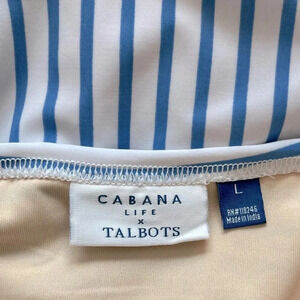 CABANA
LIFE
x
TALBOTS
L
RN#118246
Made in India